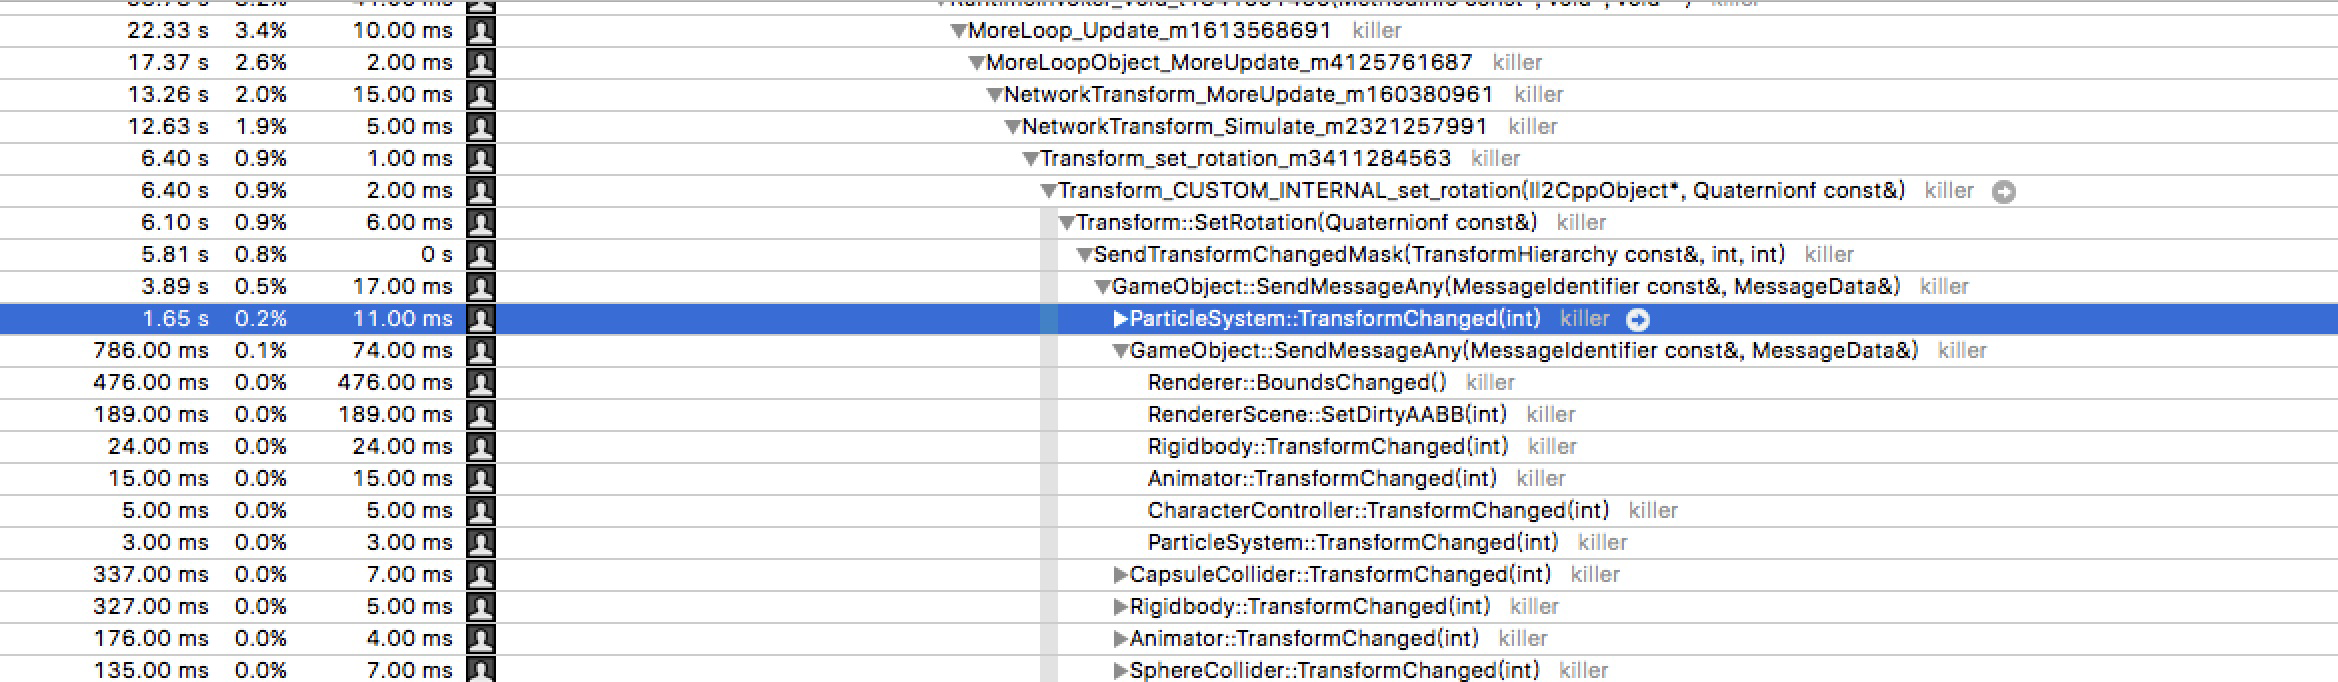 22.33 s 3.4% 10.00 ms MoreLoop_Update_m1613568691 killer
17.37 s 2.6% 2.00 ms MoreLoopObject_MoreUpdate_m4125761687 killer
13.26 s 2.0% 15.00 ms NetworkTransform_MoreUpdate_m160380961 killer
12.63 s 1.9% 5.00 ms NetworkTransform_Simulate_m2321257991 killer
6.40 s 0.9% 1.00 ms Transform_set_rotation_m3411284563 killer
6.40 s 0.9% 2.00 ms Transform_CUSTOM_INTERNAL_set_rotation(Il2CppObject*, Quaternionf const&) killer
6.10 s 0.9% 6.00 ms Transform::SetRotation(Quaternionf const&) killer
5.81 s 0.8% 0 s SendTransformChangedMask(TransformHierarchy const&, int, int) killer
3.89 s 0.5% 17.00 ms GameObject::SendMessageAny(MessageIdentifier const&, MessageData&) killer
1.65 s 0.2% 11.00 ms ParticleSystem::TransformChanged(int) killer
786.00 ms 0.1% 74.00 ms GameObject::SendMessageAny(MessageIdentifier const&, MessageData&) killer
476.00 ms 0.0% 476.00 ms Renderer::BoundsChanged() killer
189.00 ms 0.0% 189.00 ms RendererScene::SetDirtyAABB(int) killer
24.00 ms 0.0% 24.00 ms Rigidbody::TransformChanged(int) killer
15.00 ms 0.0% 15.00 ms Animator::TransformChanged(int) killer
5.00 ms 0.0% 5.00 ms CharacterController::TransformChanged(int) killer
3.00 ms 0.0% 3.00 ms ParticleSystem::TransformChanged(int) killer
337.00 ms 0.0% 7.00 ms CapsuleCollider::TransformChanged(int) killer
327.00 ms 0.0% 5.00 ms Rigidbody::TransformChanged(int) killer
176.00 ms 0.0% 4.00 ms Animator::TransformChanged(int) killer
135.00 ms 0.0% 7.00 ms SphereCollider::TransformChanged(int) killer